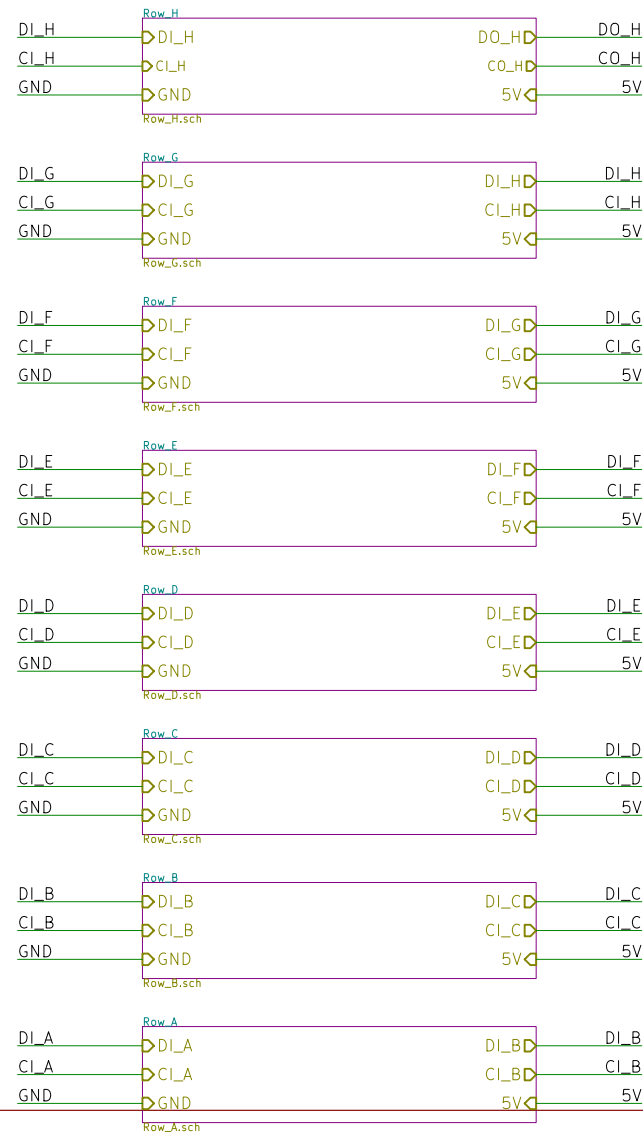 Row_H
DI_H DI_H DO_H DO_H
CI_H CI_H CO_H CO_H
GND GND 5V 5V
Row_H.sch
Row_G
DI_G DI_G DI_H DI_H
CI_G CI_G CI_H CI_H
GND GND 5V 5V
Row_G.sch
Row_F
DI_F DI_F DI_G DI_G
CI_F CI_F CI_G CI_G
GND GND 5V 5V
Row_F.sch
Row_E
DI_E DI_E DI_F DI_F
CI_E CI_E CI_F CI_F
GND GND 5V 5V
Row_E.sch
Row_D
DI_D DI_D DI_E DI_E
CI_D CI_D CI_E CI_E
GND GND 5V 5V
Row_D.sch
Row_C
DI_C DI_C DI_D DI_D
CI_C CI_C CI_D CI_D
GND GND 5V 5V
Row_C.sch
Row_B
DI_B DI_B DI_C DI_C
CI_B CI_B CI_C CI_C
GND GND 5V 5V
Row_B.sch
Row_A
DI_A DI_A DI_B DI_B
CI_A CI_A CI_B CI_B
GND GND 5V 5V
Row_A.sch